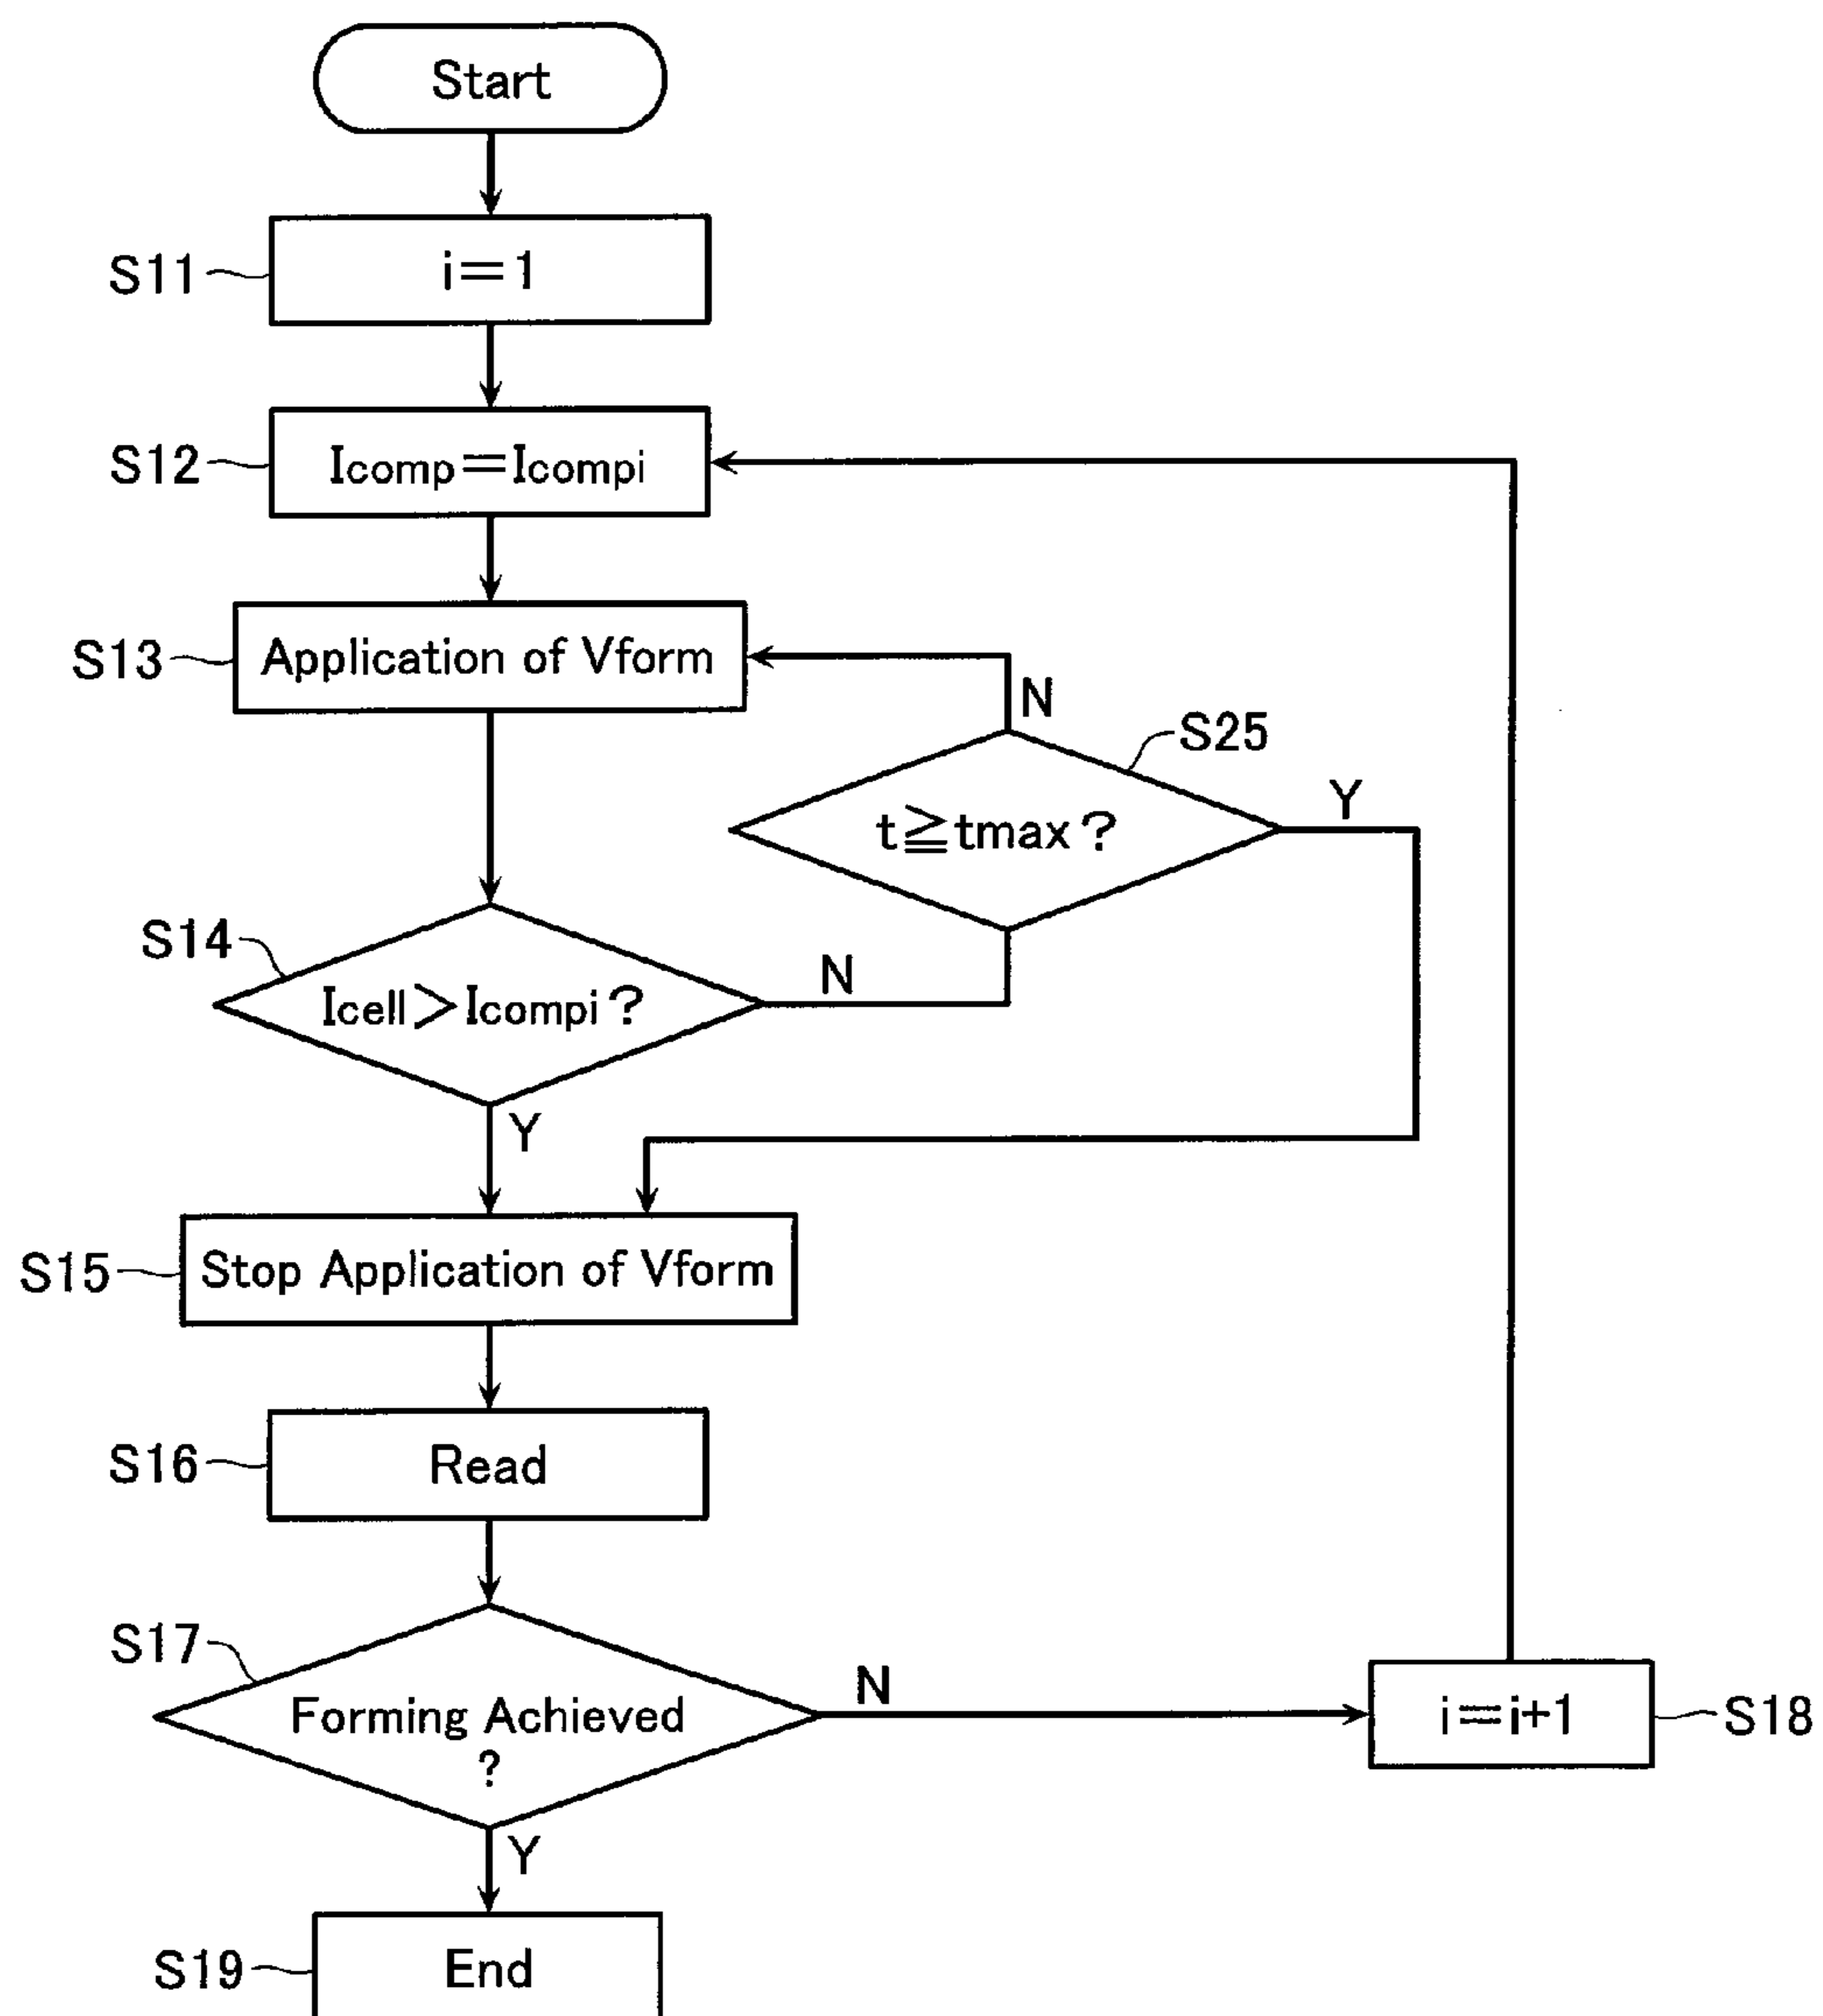 Start
S11
i=1
S12
Icomp=Icompi
S13
Application of Vform
N
S25
t≧tmax?
Y
S14
Icell>Icompi?
N
Y
S15
Stop Application of Vform
S16
Read
S17
Forming Achieved
?
N
i=i+1
S18
Y
S19
End